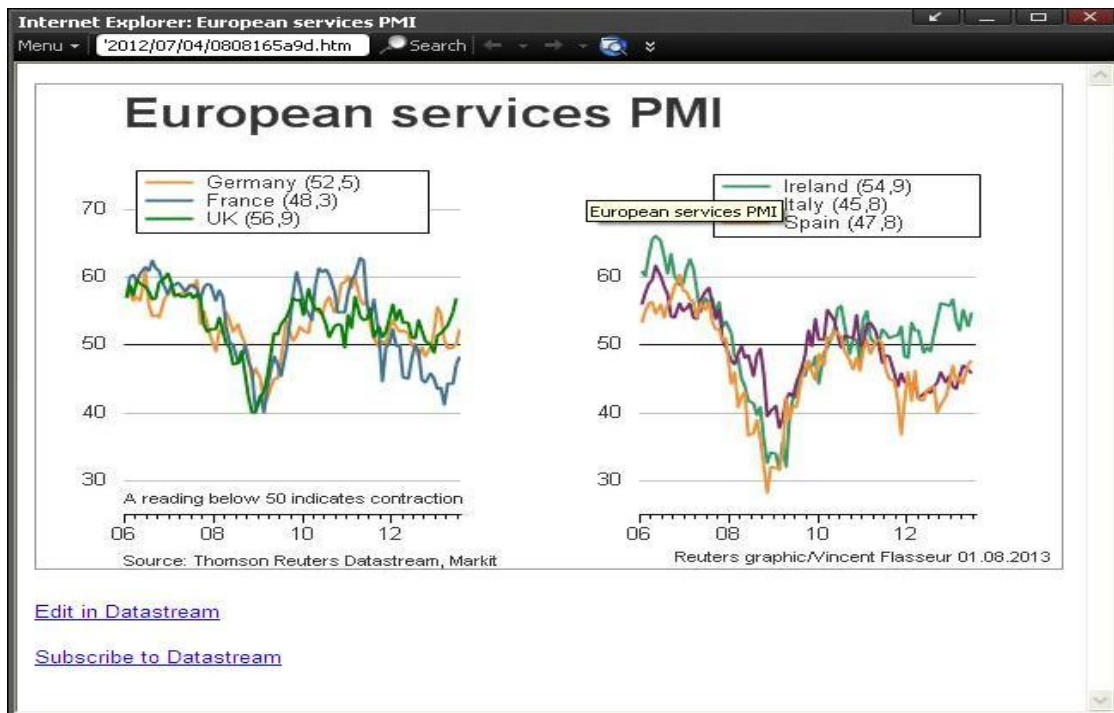 Internet Explorer: European services PMI
Menu
'2012/07/04/0808165a9d.htm
Search
European services PMI
Germany (52,5)
France (48,3)
UK (56,9)
70
60
50
40
30
A reading below 50 indicates contraction
06 08 10 12
Source: Thomson Reuters Datastream, Markit
European services PMI
Ireland (54,9)
Italy (45,8)
Spain (47,8)
60
50
40
30
06 08 10 12
Reuters graphic/Vincent Flasseur 01.08.2013
Edit in Datastream
Subscribe to Datastream